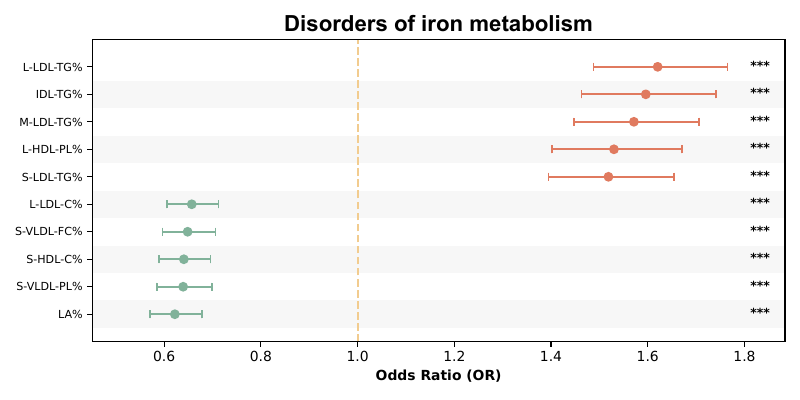 Disorders of iron metabolism
L-LDL-TG% ***
IDL-TG% ***
M-LDL-TG% ***
L-HDL-PL% ***
S-LDL-TG% ***
L-LDL-C% ***
S-VLDL-FC% ***
S-HDL-C% ***
S-VLDL-PL% ***
LA% ***
0.6 0.8 1.0 1.2 1.4 1.6 1.8
Odds Ratio (OR)